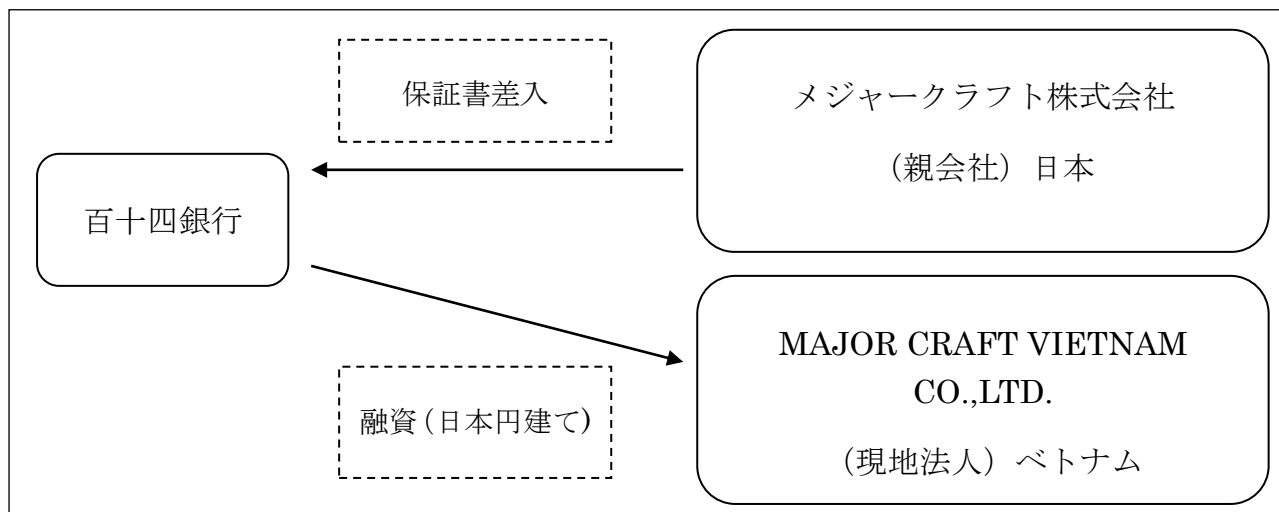 保証書差入
メジャークラフト株式会社
（親会社）日本
百十四銀行
MAJOR CRAFT VIETNAM
CO.,LTD.
（現地法人）ベトナム
融資(日本円建て)